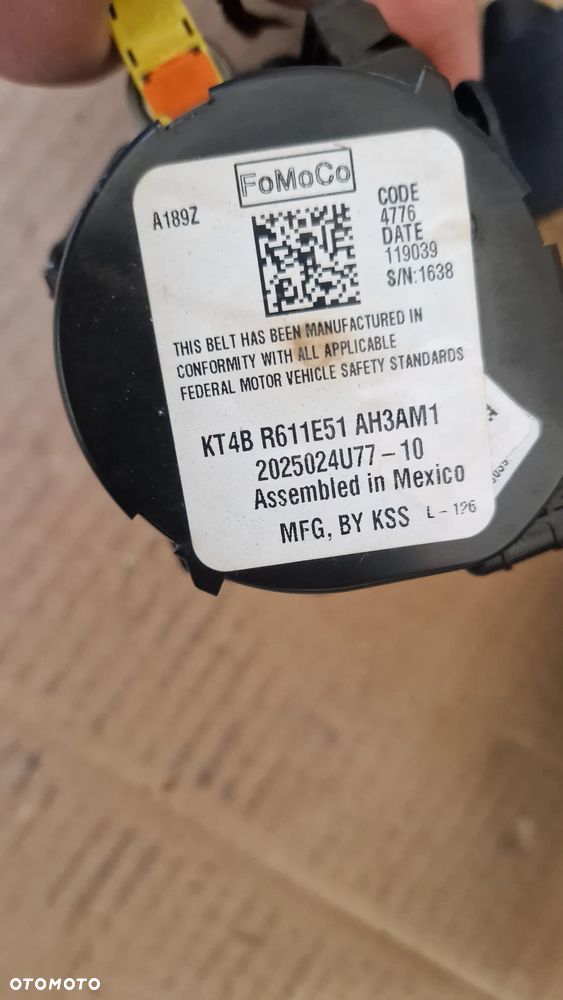 FoMoCo
A189Z
CODE
4776
DATE
119039
S/N:1638
THIS BELT HAS BEEN MANUFACTURED IN
CONFORMITY WITH ALL APPLICABLE
FEDERAL MOTOR VEHICLE SAFETY STANDARDS
KT4B R611E51 AH3AM1
2025024U77-10
Assembled in Mexico
MFG, BY KSS L-126
OTOMOTO